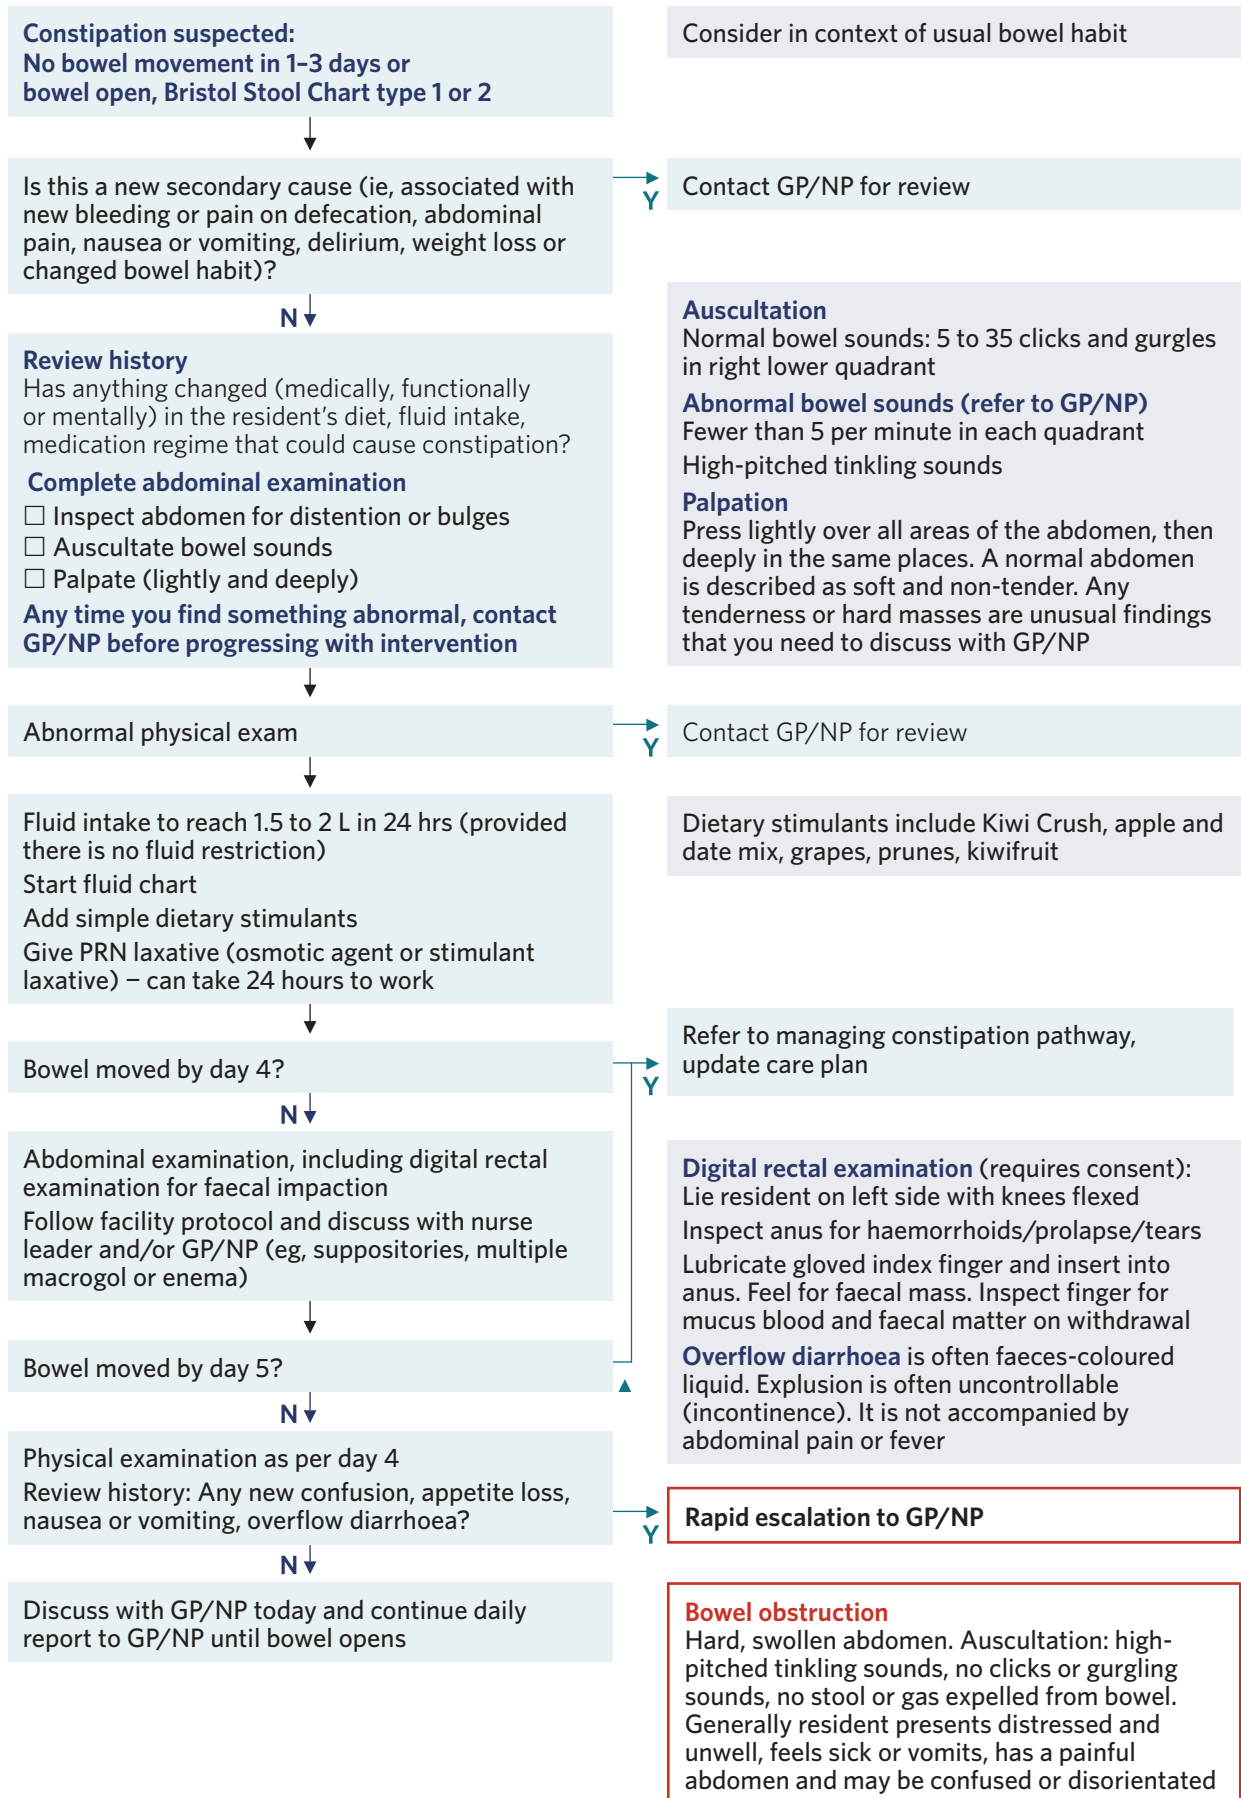 Constipation suspected:
No bowel movement in 1–3 days or
bowel open, Bristol Stool Chart type 1 or 2
Consider in context of usual bowel habit
Is this a new secondary cause (ie, associated with
new bleeding or pain on defecation, abdominal
pain, nausea or vomiting, delirium, weight loss or
changed bowel habit)?
Y
Contact GP/NP for review
N
Review history
Has anything changed (medically, functionally
or mentally) in the resident's diet, fluid intake,
medication regime that could cause constipation?
Complete abdominal examination
☐ Inspect abdomen for distention or bulges
☐ Auscultate bowel sounds
☐ Palpate (lightly and deeply)
Any time you find something abnormal, contact
GP/NP before progressing with intervention
Auscultation
Normal bowel sounds: 5 to 35 clicks and gurgles
in right lower quadrant
Abnormal bowel sounds (refer to GP/NP)
Fewer than 5 per minute in each quadrant
High-pitched tinkling sounds
Palpation
Press lightly over all areas of the abdomen, then
deeply in the same places. A normal abdomen
is described as soft and non-tender. Any
tenderness or hard masses are unusual findings
that you need to discuss with GP/NP
Abnormal physical exam
Y
Contact GP/NP for review
Fluid intake to reach 1.5 to 2 L in 24 hrs (provided
there is no fluid restriction)
Start fluid chart
Add simple dietary stimulants
Give PRN laxative (osmotic agent or stimulant
laxative) – can take 24 hours to work
Dietary stimulants include Kiwi Crush, apple and
date mix, grapes, prunes, kiwifruit
Bowel moved by day 4?
Y
Refer to managing constipation pathway,
update care plan
N
Abdominal examination, including digital rectal
examination for faecal impaction
Follow facility protocol and discuss with nurse
leader and/or GP/NP (eg, suppositories, multiple
macrogol or enema)
Digital rectal examination (requires consent):
Lie resident on left side with knees flexed
Inspect anus for haemorrhoids/prolapse/tears
Lubricate gloved index finger and insert into
anus. Feel for faecal mass. Inspect finger for
mucus blood and faecal matter on withdrawal
Overflow diarrhoea is often faeces-coloured
liquid. Explusion is often uncontrollable
(incontinence). It is not accompanied by
abdominal pain or fever
Bowel moved by day 5?
N
Physical examination as per day 4
Review history: Any new confusion, appetite loss,
nausea or vomiting, overflow diarrhoea?
Y
Rapid escalation to GP/NP
N
Discuss with GP/NP today and continue daily
report to GP/NP until bowel opens
Bowel obstruction
Hard, swollen abdomen. Auscultation: high-
pitched tinkling sounds, no clicks or gurgling
sounds, no stool or gas expelled from bowel.
Generally resident presents distressed and
unwell, feels sick or vomits, has a painful
abdomen and may be confused or disorientated